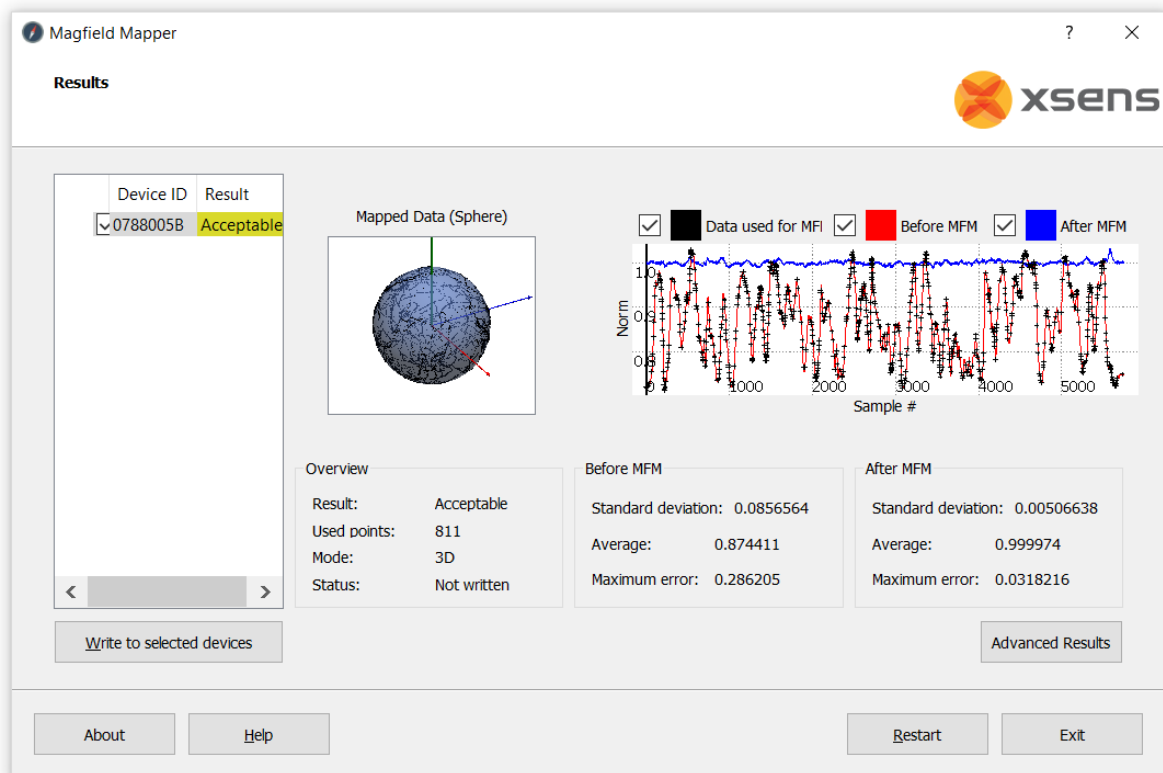 Magfield Mapper
?
Results
xsens
Device ID Result
0788005B Acceptable
Mapped Data (Sphere)
Data used for MFI
Before MFM
After MFM
Norm
1.0
1000
2000
3000
4000
5000
Sample #
Overview
Result: Acceptable
Used points: 811
Mode: 3D
Status: Not written
Before MFM
Standard deviation: 0.0856564
Average: 0.874411
Maximum error: 0.286205
After MFM
Standard deviation: 0.00506638
Average: 0.999974
Maximum error: 0.0318216
Write to selected devices
Advanced Results
About
Help
Restart
Exit